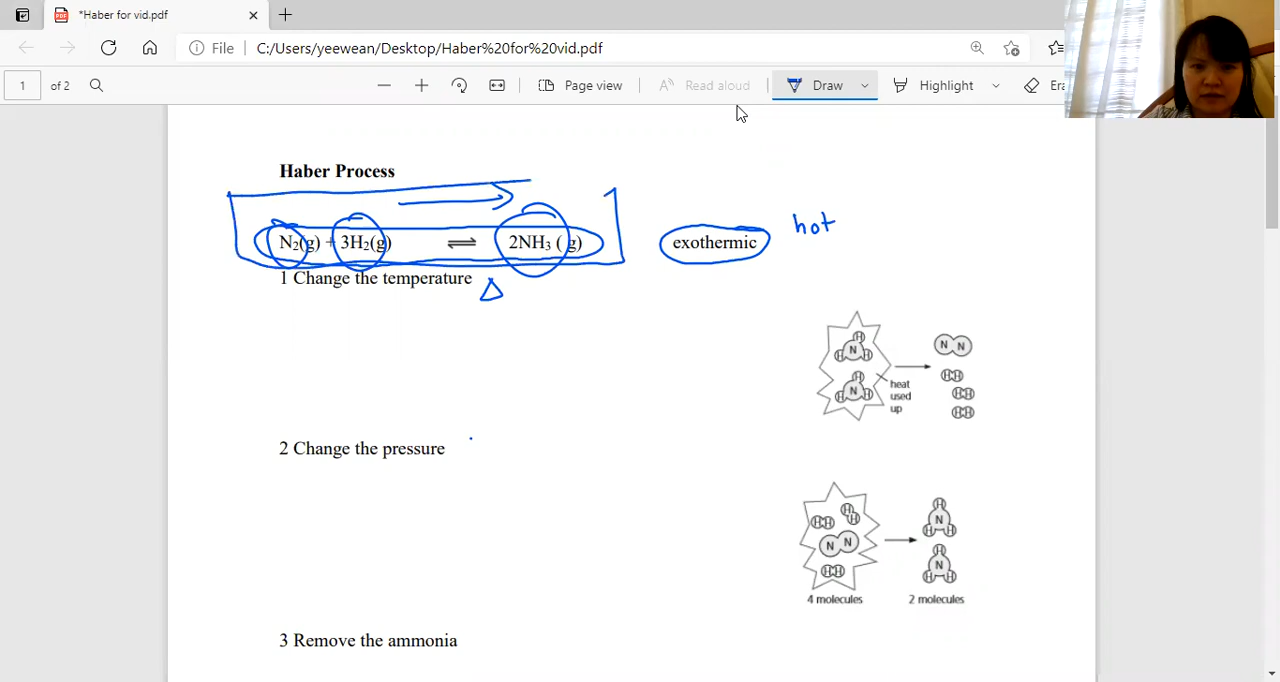 *Haber for vid.pdf
File C:/Users/yeewean/Desktop/Haber%20for%20vid.pdf
1 of 2 Page view Read aloud Draw Highlight Era
Haber Process
N₂(g) + 3H₂(g) ⇌ 2NH₃ (g) exothermic hot
1 Change the temperature Δ
H
N
H H
H
N
H H
heat
used
up
N N
H H
H H
H H
2 Change the pressure
H H
H H
N N
H H
4 molecules
H
N
H H
H
N
H H
2 molecules
3 Remove the ammonia